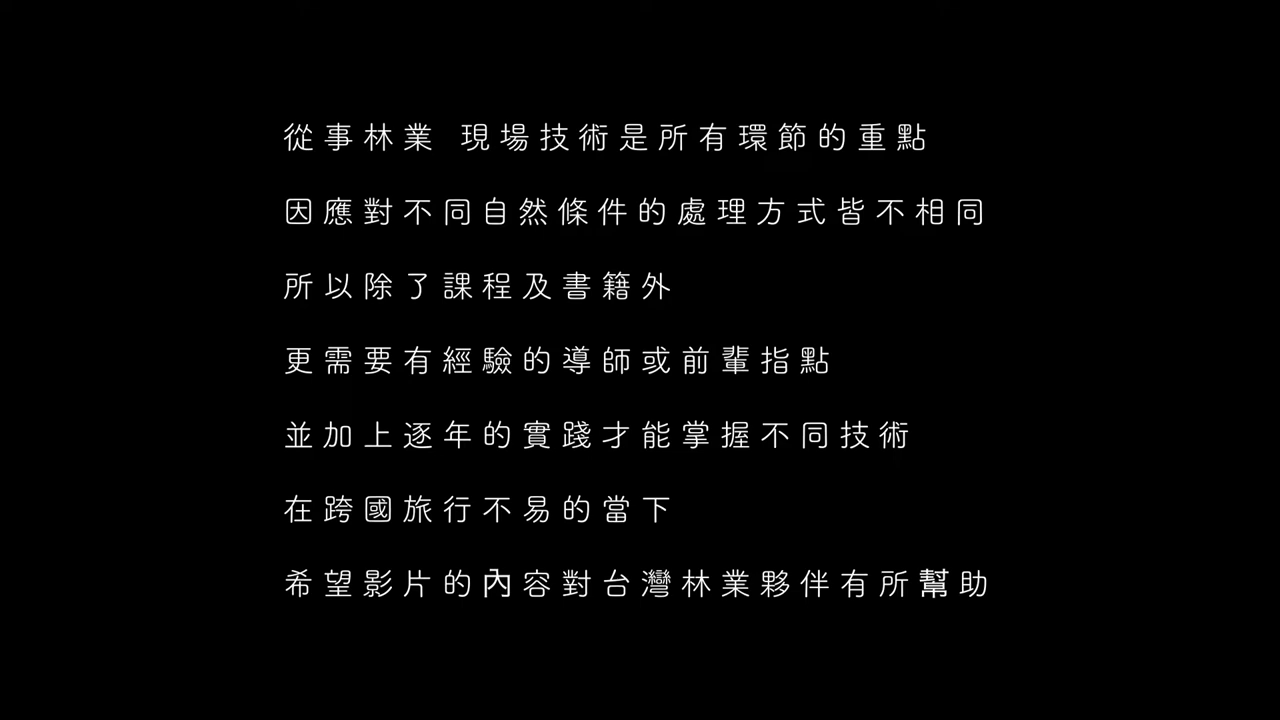 從事林業 現場技術是所有環節的重點
因應對不同自然條件的處理方式皆不相同
所以除了課程及書籍外
更需要有經驗的導師或前輩指點
並加上逐年的實踐才能掌握不同技術
在跨國旅行不易的當下
希望影片的內容對台灣林業夥伴有所幫助